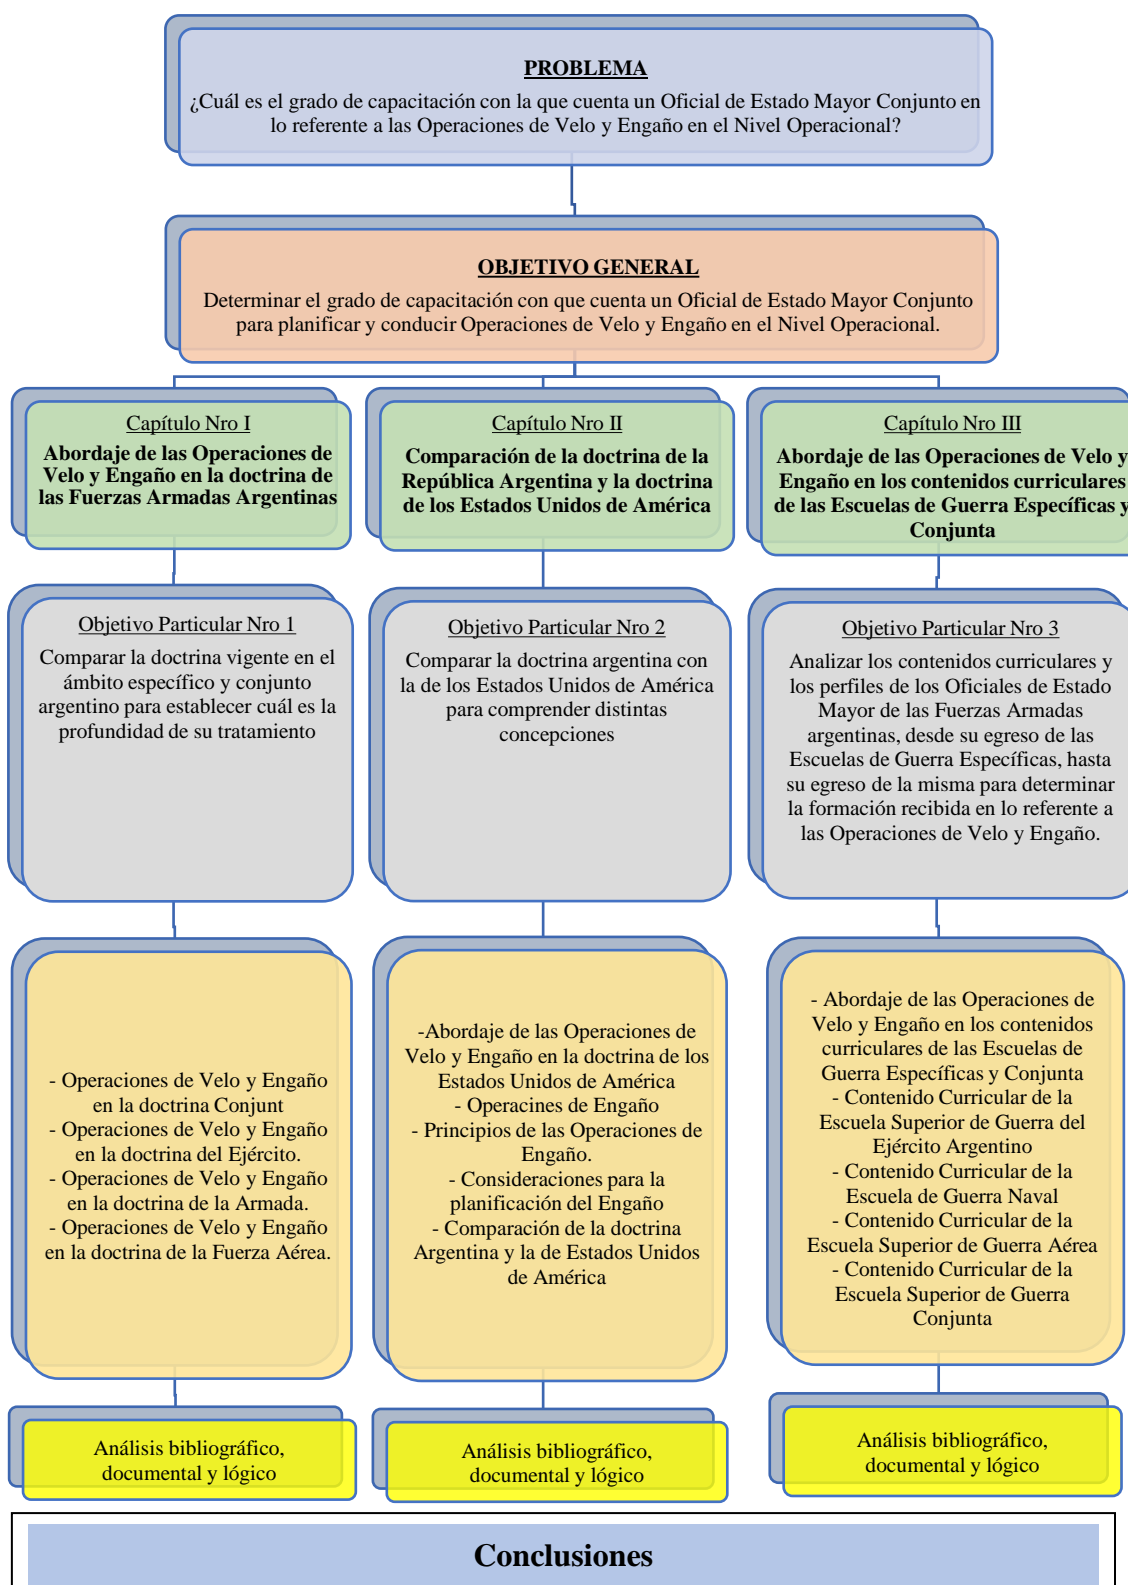 PROBLEMA
¿Cuál es el grado de capacitación con la que cuenta un Oficial de Estado Mayor Conjunto en
lo referente a las Operaciones de Velo y Engaño en el Nivel Operacional?
OBJETIVO GENERAL
Determinar el grado de capacitación con que cuenta un Oficial de Estado Mayor Conjunto
para planificar y conducir Operaciones de Velo y Engaño en el Nivel Operacional.
Capítulo Nro I
Abordaje de las Operaciones de
Velo y Engaño en la doctrina de
las Fuerzas Armadas Argentinas
Capítulo Nro II
Comparación de la doctrina de la
República Argentina y la doctrina
de los Estados Unidos de América
Capítulo Nro III
Abordaje de las Operaciones de Velo y
Engaño en los contenidos curriculares
de las Escuelas de Guerra Específicas y
Conjunta
Objetivo Particular Nro 1
Comparar la doctrina vigente en el
ámbito específico y conjunto
argentino para establecer cuál es la
profundidad de su tratamiento
Objetivo Particular Nro 2
Comparar la doctrina argentina con
la de los Estados Unidos de América
para comprender distintas
concepciones
Objetivo Particular Nro 3
Analizar los contenidos curriculares y
los perfiles de los Oficiales de Estado
Mayor de las Fuerzas Armadas
argentinas, desde su egreso de las
Escuelas de Guerra Específicas, hasta
su egreso de la misma para determinar
la formación recibida en lo referente a
las Operaciones de Velo y Engaño.
- Operaciones de Velo y Engaño
en la doctrina Conjunt
- Operaciones de Velo y Engaño
en la doctrina del Ejército.
- Operaciones de Velo y Engaño
en la doctrina de la Armada.
- Operaciones de Velo y Engaño
en la doctrina de la Fuerza Aérea.
-Abordaje de las Operaciones de
Velo y Engaño en la doctrina de los
Estados Unidos de América
- Operacines de Engaño
- Principios de las Operaciones de
Engaño.
- Consideraciones para la
planificación del Engaño
- Comparación de la doctrina
Argentina y la de Estados Unidos
de América
- Abordaje de las Operaciones de
Velo y Engaño en los contenidos
curriculares de las Escuelas de
Guerra Específicas y Conjunta
- Contenido Curricular de la
Escuela Superior de Guerra del
Ejército Argentino
- Contenido Curricular de la
Escuela de Guerra Naval
- Contenido Curricular de la
Escuela Superior de Guerra Aérea
- Contenido Curricular de la
Escuela Superior de Guerra
Conjunta
Análisis bibliográfico,
documental y lógico
Análisis bibliográfico,
documental y lógico
Análisis bibliográfico,
documental y lógico
Conclusiones